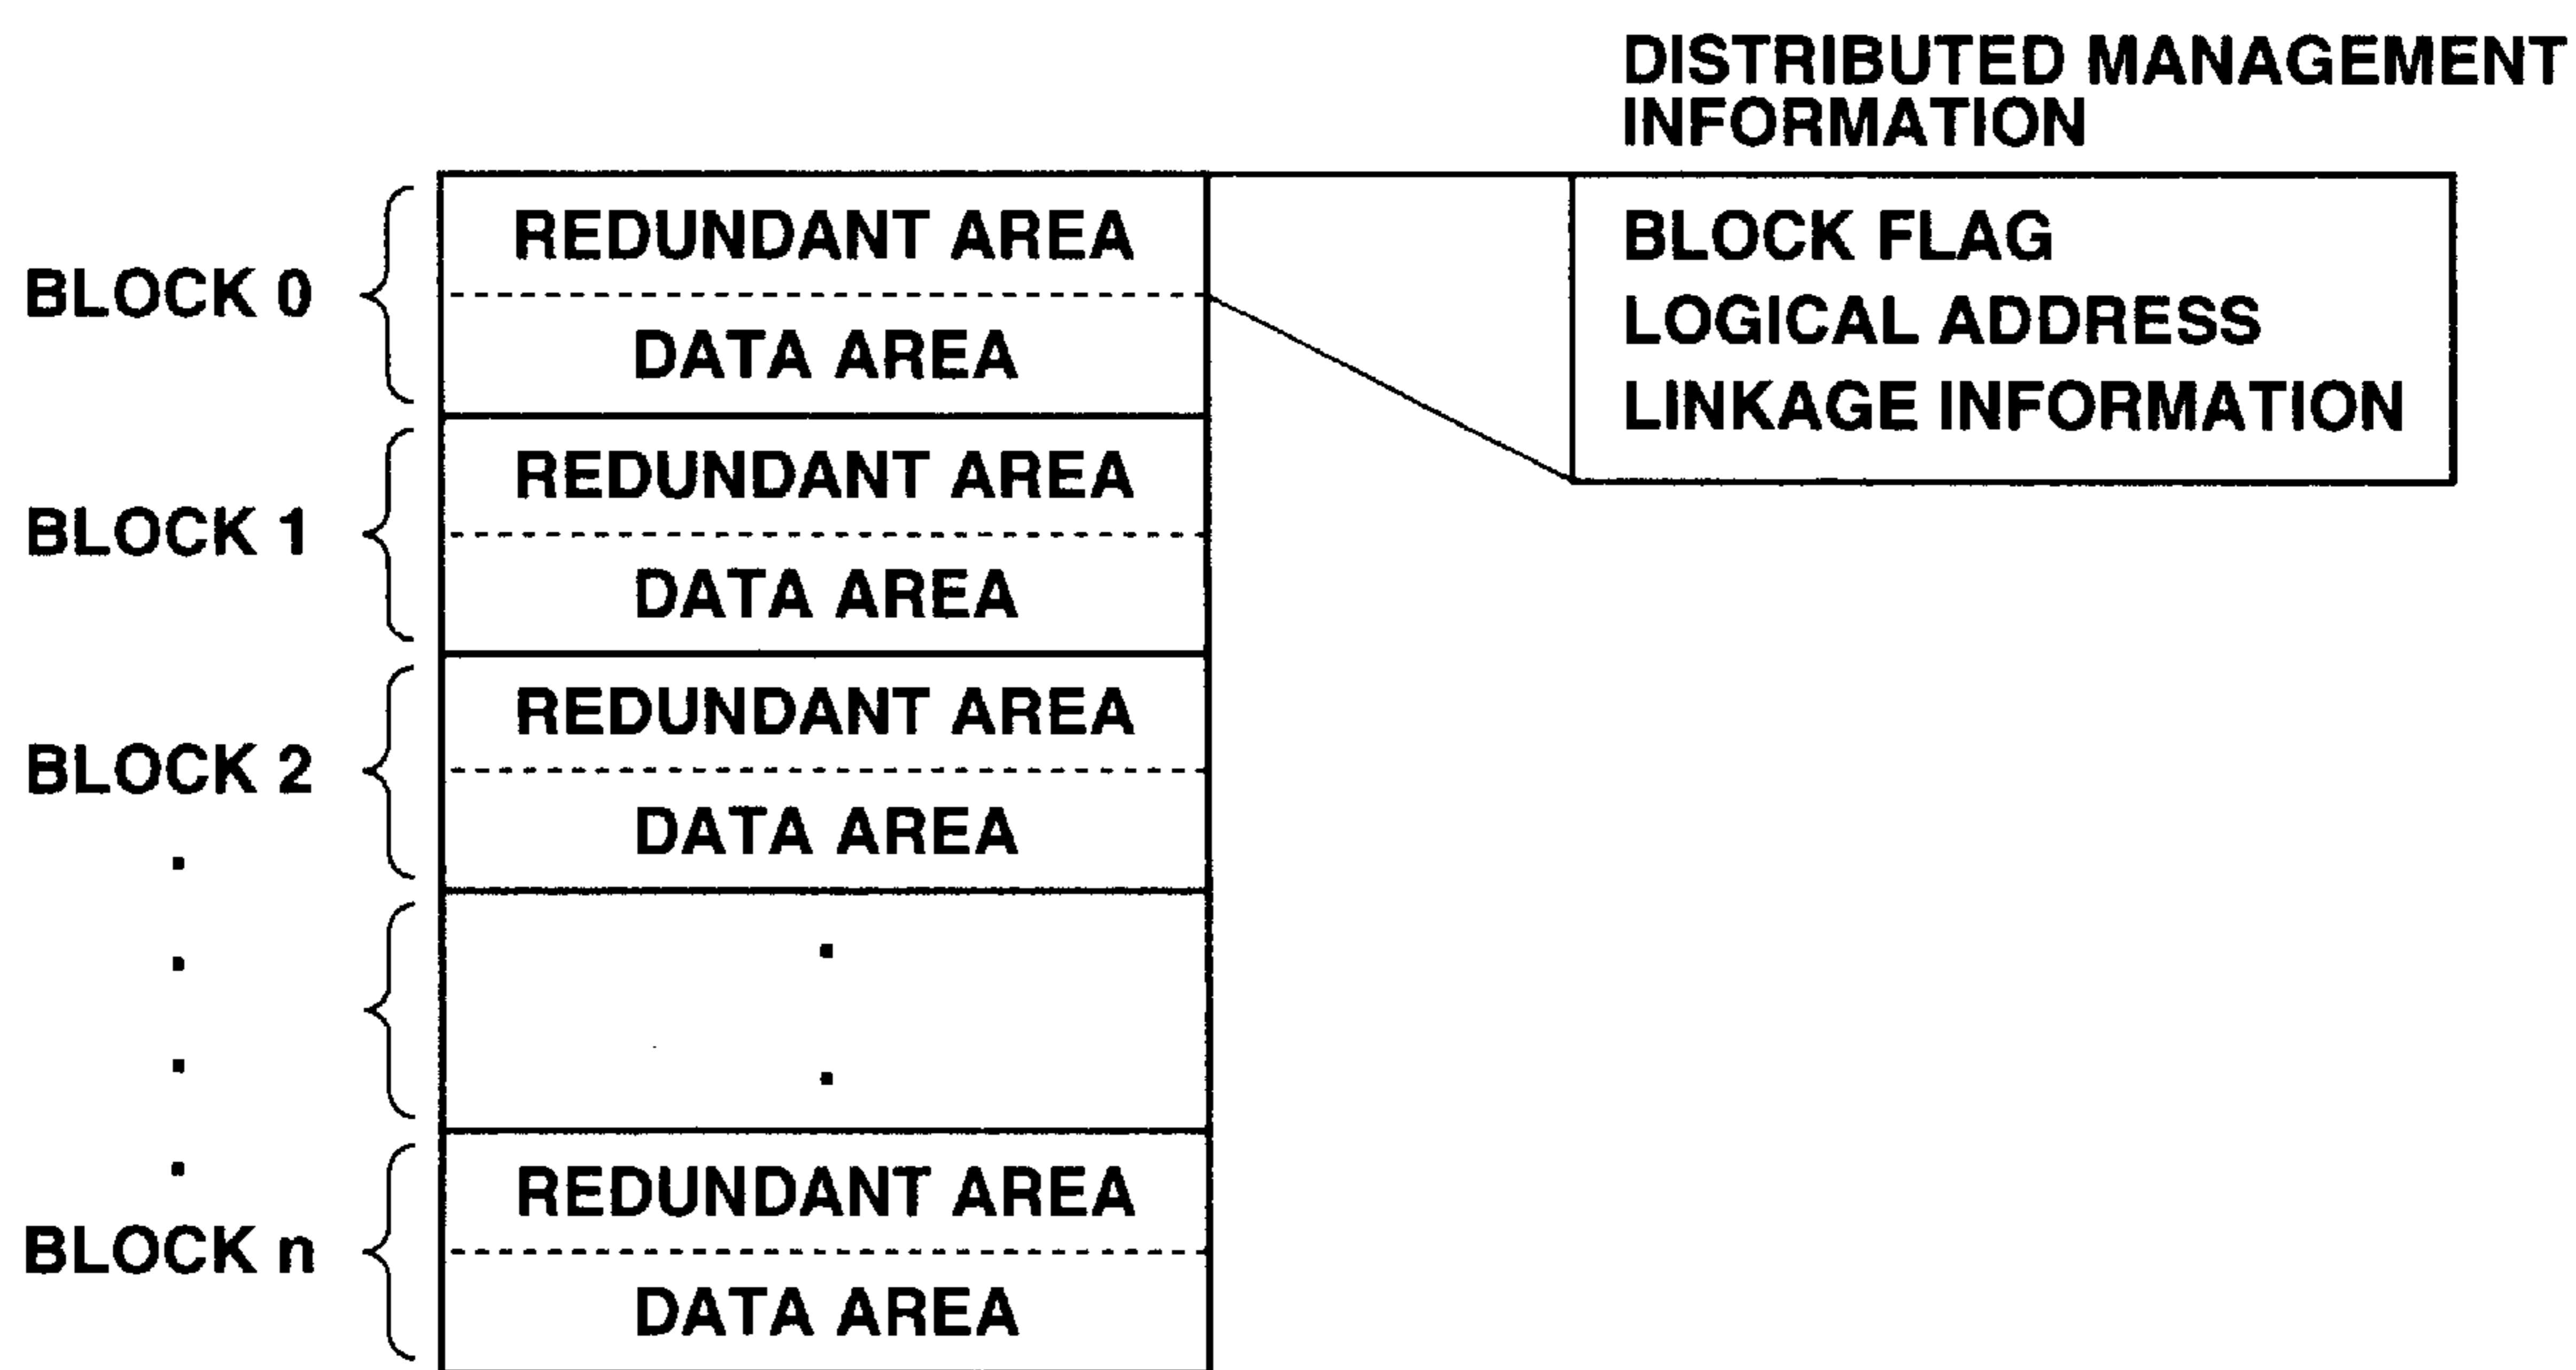 DISTRIBUTED MANAGEMENT
INFORMATION
BLOCK 0
REDUNDANT AREA
DATA AREA
BLOCK FLAG
LOGICAL ADDRESS
LINKAGE INFORMATION
BLOCK 1
REDUNDANT AREA
DATA AREA
BLOCK 2
REDUNDANT AREA
DATA AREA
BLOCK n
REDUNDANT AREA
DATA AREA